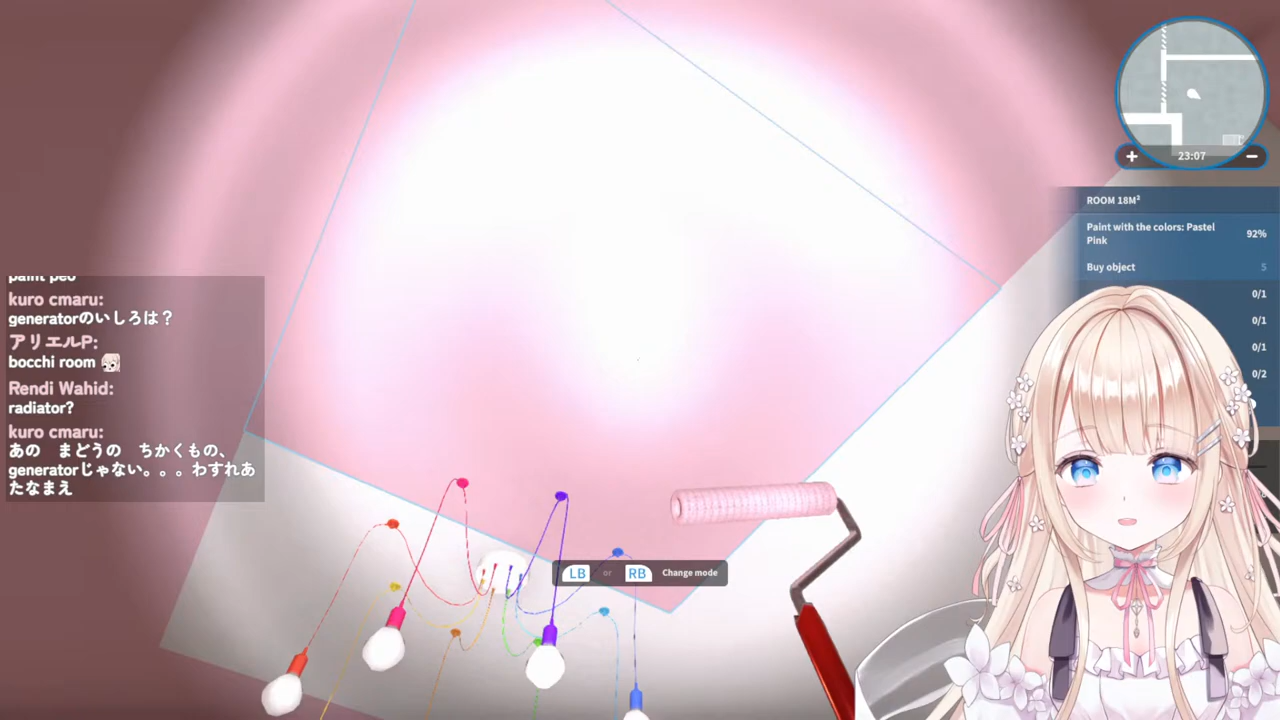 23:07
ROOM 18M²
Paint with the colors: Pastel
Pink
92%
Buy object
5
0/1
0/1
0/1
0/2
kuro cmaru:
generatorのいしろは？
アリエルP:
bocchi room
Rendi Wahid:
radiator?
kuro cmaru:
あの　まどうの　ちかくもの、
generatorじゃない。。。わすれあ
たなまえ
LB or RB Change mode